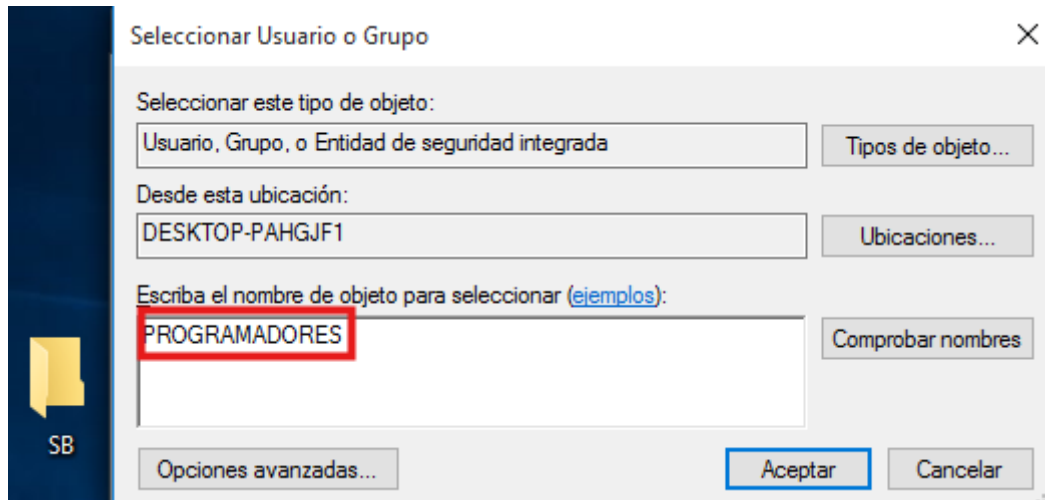 Seleccionar Usuario o Grupo
Seleccionar este tipo de objeto:
Usuario, Grupo, o Entidad de seguridad integrada
Tipos de objeto...
Desde esta ubicación:
DESKTOP-PAHGJF1
Ubicaciones...
Escriba el nombre de objeto para seleccionar (ejemplos):
PROGRAMADORES
Comprobar nombres
SB
Opciones avanzadas...
Aceptar
Cancelar